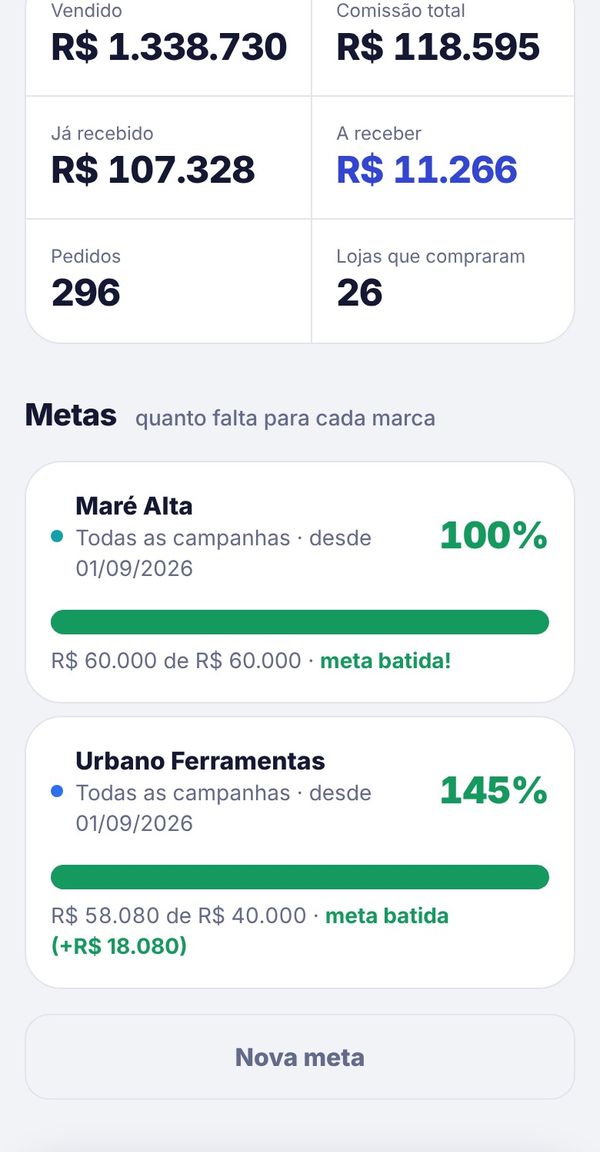 Vendido
Comissão total
R$ 1.338.730
R$ 118.595
Já recebido
A receber
R$ 107.328
R$ 11.266
Pedidos
Lojas que compraram
296
26
Metas quanto falta para cada marca
Maré Alta
Todas as campanhas · desde
01/09/2026
100%
R$ 60.000 de R$ 60.000 · meta batida!
Urbano Ferramentas
Todas as campanhas · desde
01/09/2026
145%
R$ 58.080 de R$ 40.000 · meta batida
(+R$ 18.080)
Nova meta